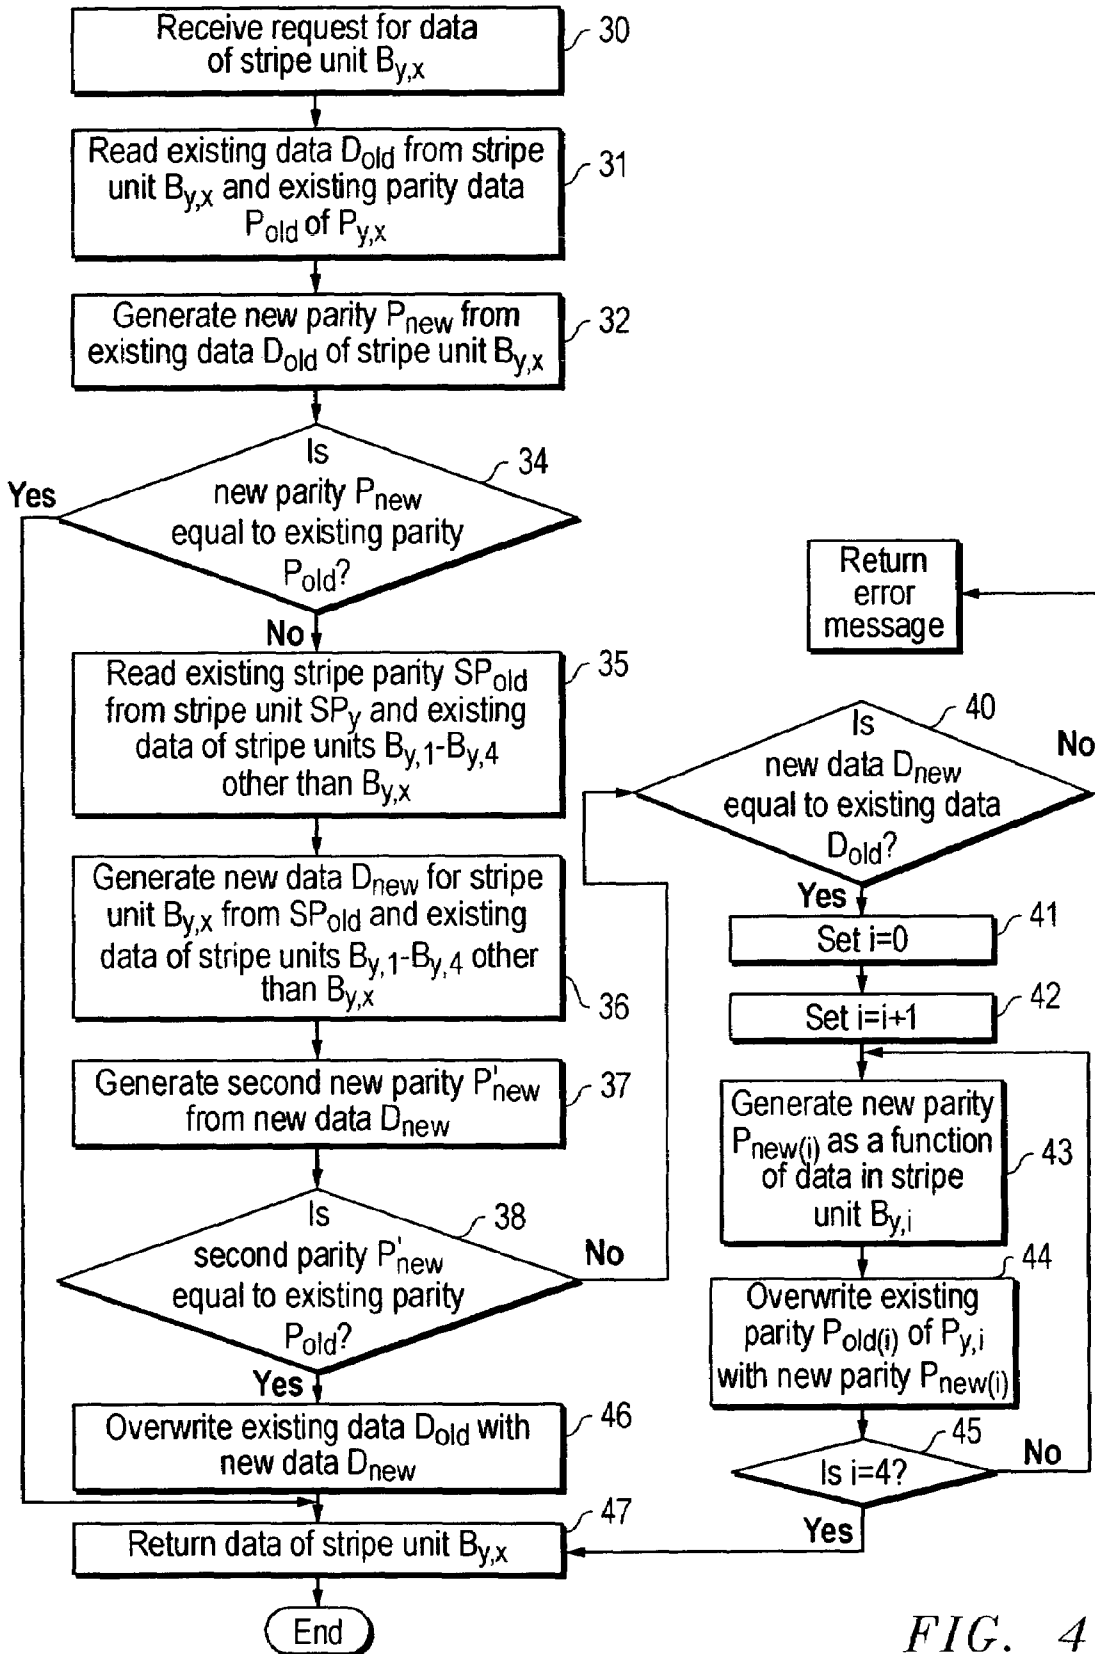 Receive request for data
of stripe unit By,x
30
Read existing data Dold from stripe
unit By,x and existing parity data
Pold of Py,x
31
Generate new parity Pnew from
existing data Dold of stripe unit By,x
32
Is
new parity Pnew
equal to existing parity
Pold?
34
Yes
No
Read existing stripe parity SPold
from stripe unit SPy and existing
data of stripe units By,1-By,4
other than By,x
35
Generate new data Dnew for stripe
unit By,x from SPold and existing
data of stripe units By,1-By,4 other
than By,x
36
Generate second new parity P'new
from new data Dnew
37
Is
second parity P'new
equal to existing parity
Pold?
38
No
Yes
Overwrite existing data Dold with
new data Dnew
46
Return data of stripe unit By,x
47
End
Return
error
message
Is
new data Dnew
equal to existing data
Dold?
40
No
Yes
Set i=0
41
Set i=i+1
42
Generate new parity
Pnew(i) as a function
of data in stripe
unit By,i
43
Overwrite existing
parity Pold(i) of Py,i
with new parity Pnew(i)
44
Is i=4?
45
No
Yes
FIG. 4